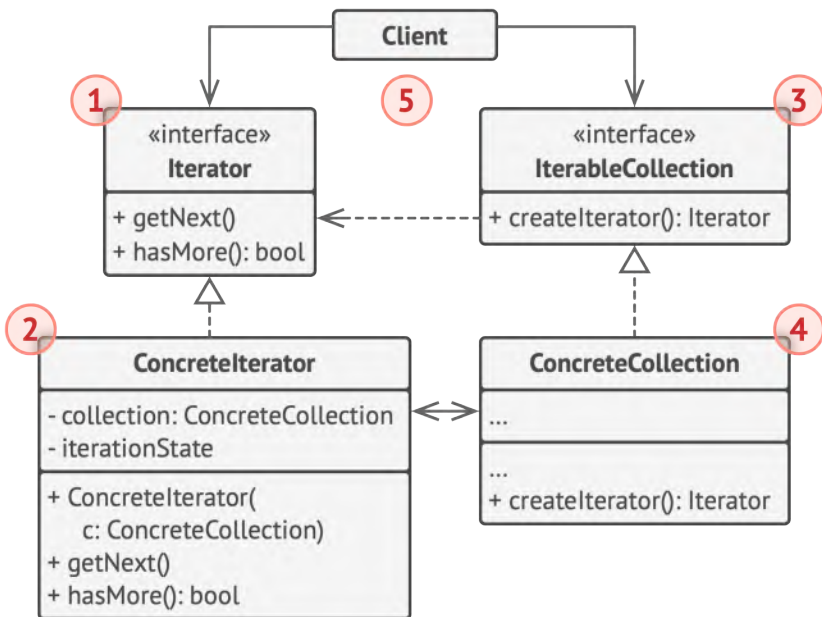 Client
1
5
3
«interface»
Iterator
+ getNext()
+ hasMore(): bool
«interface»
IterableCollection
+ createIterator(): Iterator
2
ConcreteIterator
- collection: ConcreteCollection
- iterationState
+ ConcreteIterator(
c: ConcreteCollection)
+ getNext()
+ hasMore(): bool
4
ConcreteCollection
...
...
+ createIterator(): Iterator